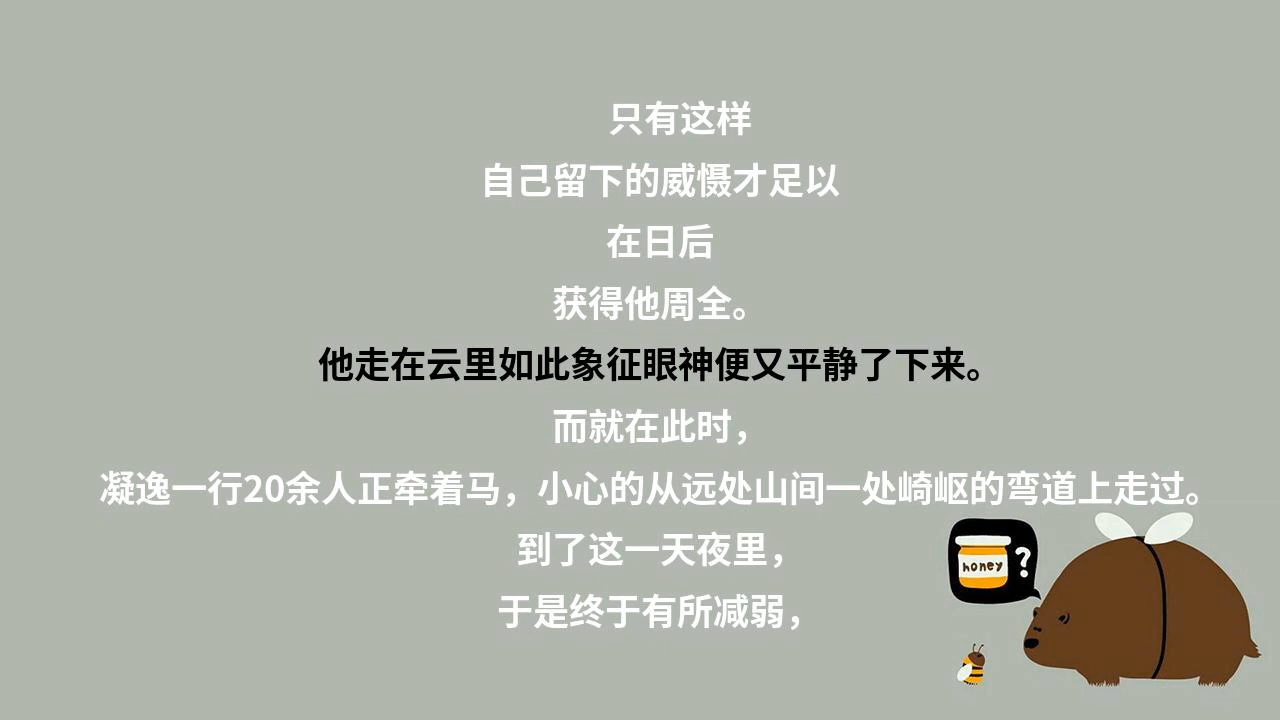 只有这样
自己留下的威慑才足以
在日后
获得他周全。
他走在云里如此象征眼神便又平静了下来。
而就在此时，
凝逸一行20余人正牵着马，小心的从远处山间一处崎岖的弯道上走过。
到了这一天夜里，
于是终于有所减弱，
honey
?